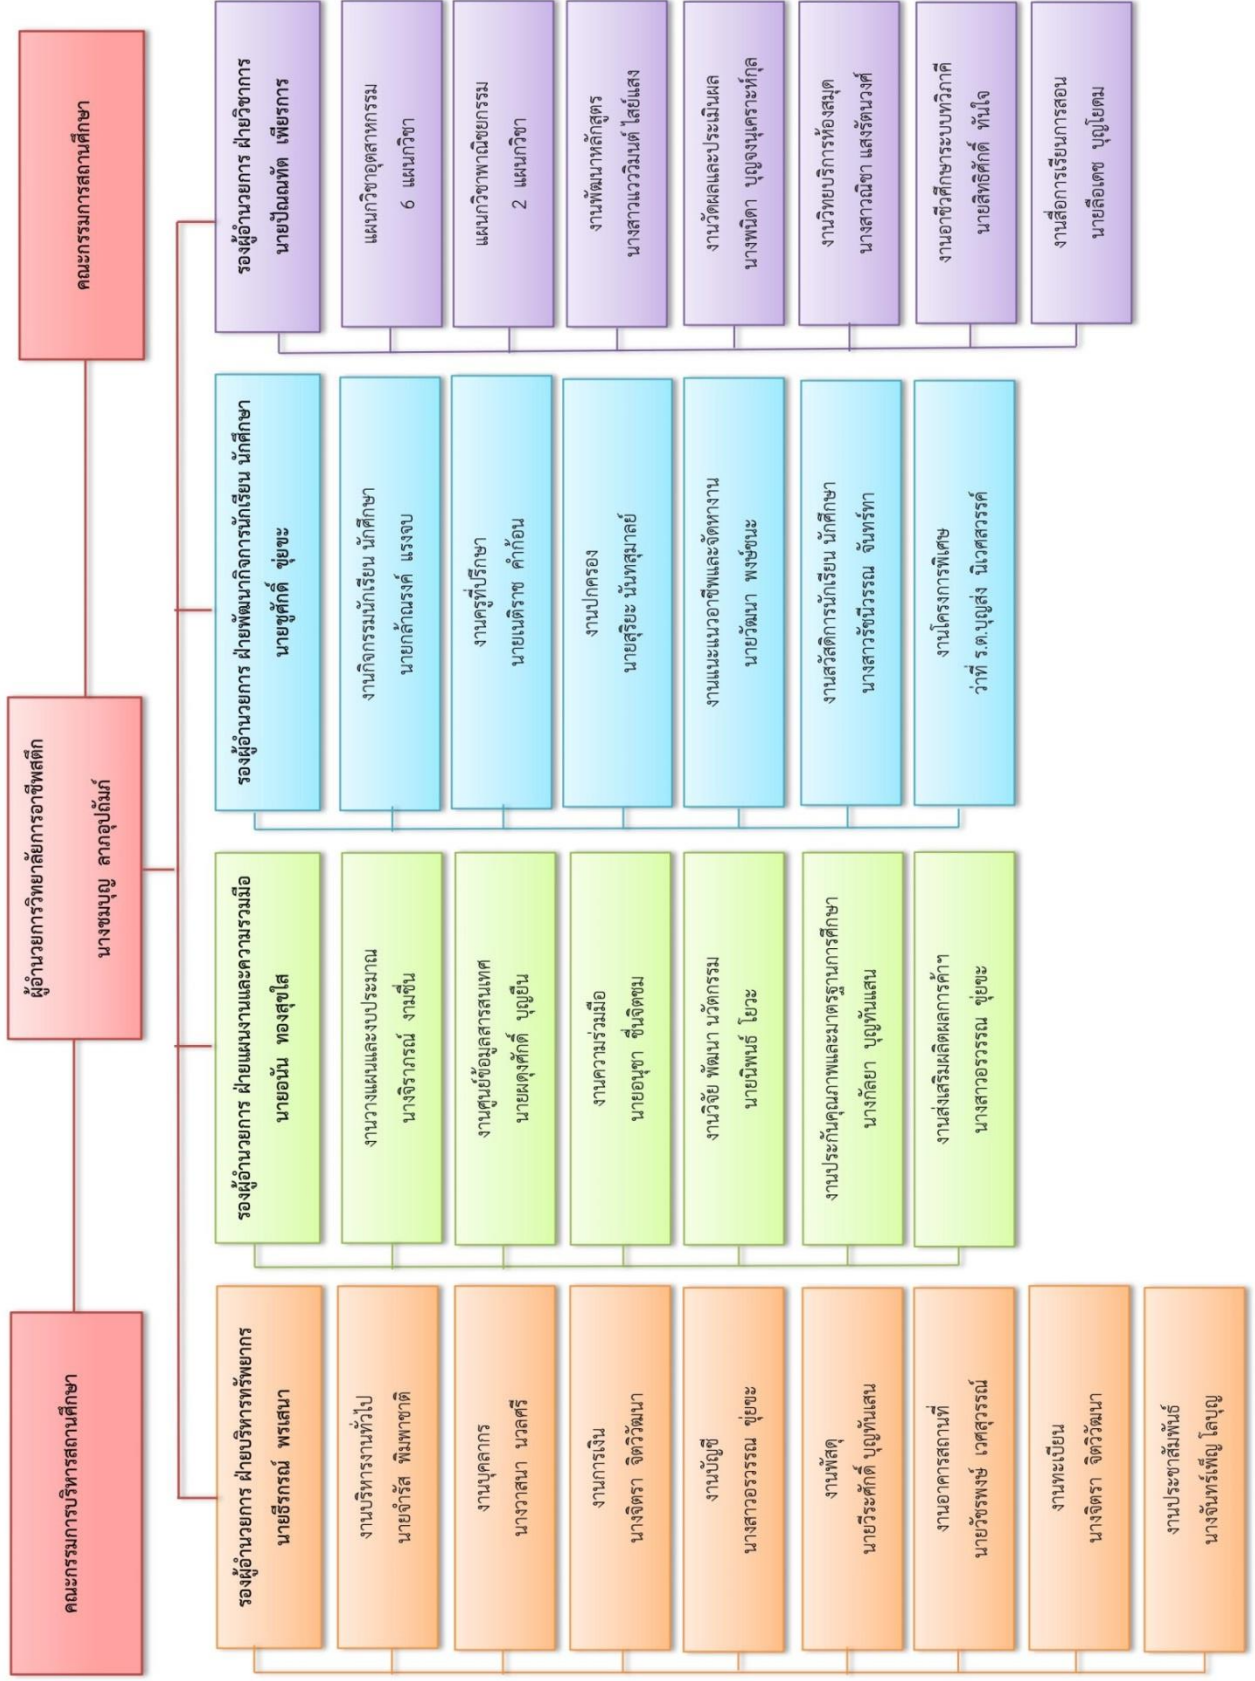 ผู้อำนวยการวิทยาลัยการอาชีพสตึก
นางชมบุญ ลาภอุปถัมภ์
คณะกรรมการบริหารสถานศึกษา
คณะกรรมการสถานศึกษา
รองผู้อำนวยการ ฝ่ายบริหารทรัพยากร
นายธีรกรณ์ พรเสนา
งานบริหารงานทั่วไป
นายจำรัส พิมพาชาติ
งานบุคลากร
นางวาสนา นวลศรี
งานการเงิน
นางจิตรา จิตวิวัฒนา
งานบัญชี
นางสาวอรวรรณ ขุ่ยขะ
งานพัสดุ
นายวีระศักดิ์ บุญทันเสน
งานอาคารสถานที่
นายวัชรพงษ์ เวศสุวรรณ์
งานทะเบียน
นางจิตรา จิตวิวัฒนา
งานประชาสัมพันธ์
นางจันทร์เพ็ญ โลบุญ
รองผู้อำนวยการ ฝ่ายแผนงานและความรวมมือ
นายอนัน ทองสุขใส
งานวางแผนและงบประมาณ
นางจิราภรณ์ งามชื่น
งานศูนย์ข้อมูลสารสนเทศ
นายผดุงศักดิ์ บุญยืน
งานความร่วมมือ
นายอนุชา ชื่นจิตชม
งานวิจัย พัฒนา นวัตกรรม
นายนิพนธ์ โยวะ
งานประกันคุณภาพและมาตรฐานการศึกษา
นางกัลยา บุญทันแสน
งานส่งเสริมผลิตผลการค้าฯ
นางสาวอรวรรณ ขุ่ยขะ
รองผู้อำนวยการ ฝ่ายพัฒนากิจการนักเรียน นักศึกษา
นายชูศักดิ์ ขุ่ยขะ
งานกิจกรรมนักเรียน นักศึกษา
นายกล้าณรงค์ แรงจบ
งานครูที่ปรึกษา
นายเนติราช คำก้อน
งานปกครอง
นายสุริยะ นันทสุมาลย์
งานแนะแนวอาชีพและจัดหางาน
นายวัฒนา พงษ์ชนะ
งานสวัสดิการนักเรียน นักศึกษา
นางสาวรัชนีวรรณ จันทร์ทา
งานโครงการพิเศษ
ว่าที่ ร.ต.บุญส่ง นิเวศสวรรค์
รองผู้อำนวยการ ฝ่ายวิชาการ
นายปัณณทัต เพียรการ
แผนกวิชาอุตสาหกรรม
6 แผนกวิชา
แผนกวิชาพาณิชยกรรม
2 แผนกวิชา
งานพัฒนาหลักสูตร
นางสาวแวววิมนต์ ไสย์แสง
งานวัดผลและประเมินผล
นางพนิดา บุญจงนุเคราะห์กุล
งานวิทยบริการห้องสมุด
นางสาวณิชา แสงรัตนวงศ์
งานอาชีวศึกษาระบบทวิภาคี
นายสิทธิศักดิ์ ทันใจ
งานสื่อการเรียนการสอน
นายลือเดช บุญโยดม